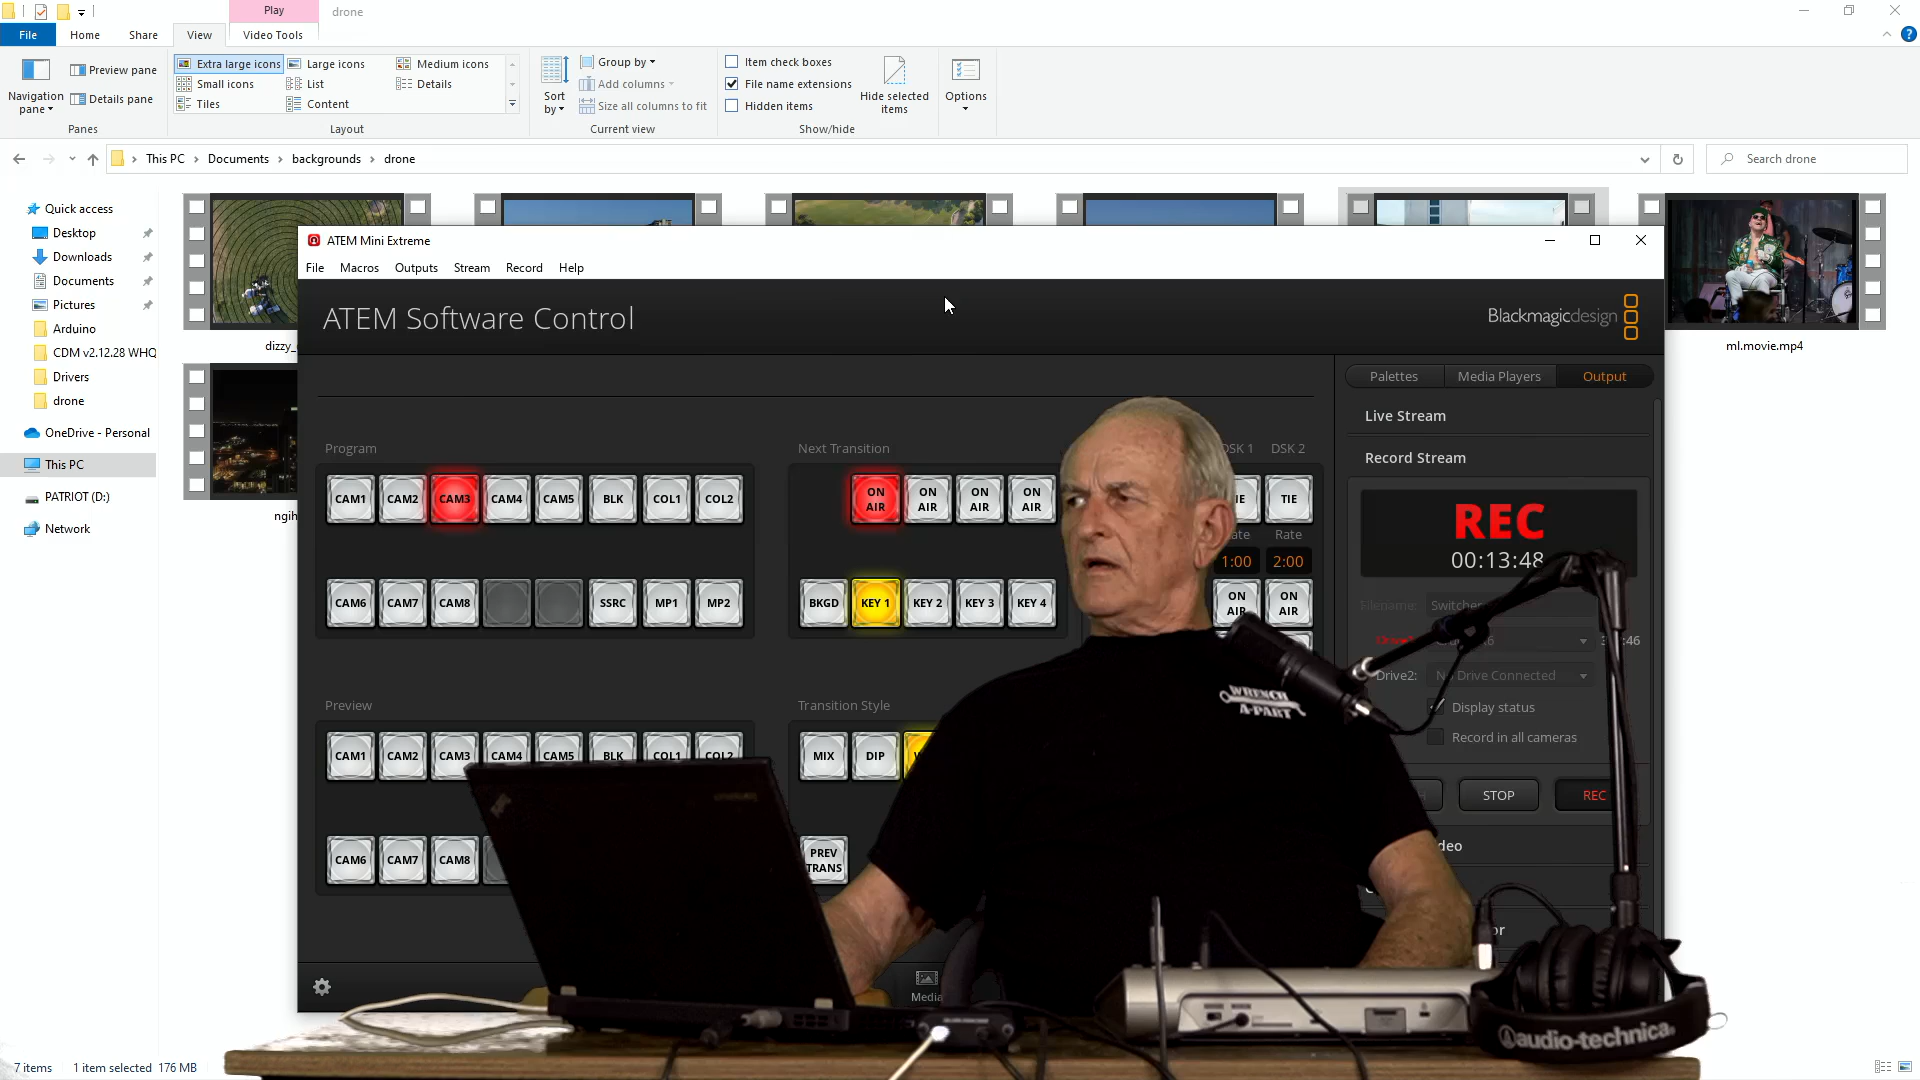 Play
drone
File
Home
Share
View
Video Tools
Navigation pane
Preview pane
Details pane
Extra large icons
Large icons
Medium icons
Small icons
List
Details
Tiles
Content
Sort by
Group by
Add columns
Size all columns to fit
Item check boxes
File name extensions
Hidden items
Hide selected items
Options
Panes
Layout
Current view
Show/hide
This PC
Documents
backgrounds
drone
Search drone
Quick access
Desktop
Downloads
Documents
Pictures
Arduino
CDM v2.12.28 WHQ
Drivers
drone
OneDrive - Personal
This PC
PATRIOT (D:)
Network
dizzy_
ngih
ml.movie.mp4
ATEM Mini Extreme
File
Macros
Outputs
Stream
Record
Help
ATEM Software Control
Blackmagicdesign
Palettes
Media Players
Output
Live Stream
Record Stream
REC
00:13:48
Filename:
Switcher
Drive2:
No Drive Connected
Display status
Record in all cameras
STOP
REC
Program
CAM1 CAM2 CAM3 CAM4 CAM5 BLK COL1 COL2
CAM6 CAM7 CAM8 SSRC MP1 MP2
Next Transition
ON AIR
ON AIR
ON AIR
ON AIR
BKGD KEY 1 KEY 2 KEY 3 KEY 4
DSK 2
TIE
Rate
1:00
2:00
ON AIR
ON AIR
Preview
CAM1 CAM2 CAM3 CAM4 CAM5 BLK COL1 COL2
CAM6 CAM7 CAM8
Transition Style
MIX DIP
PREV TRANS
Media
WRENCH
A-PART
audio-technica
7 items
1 item selected 176 MB